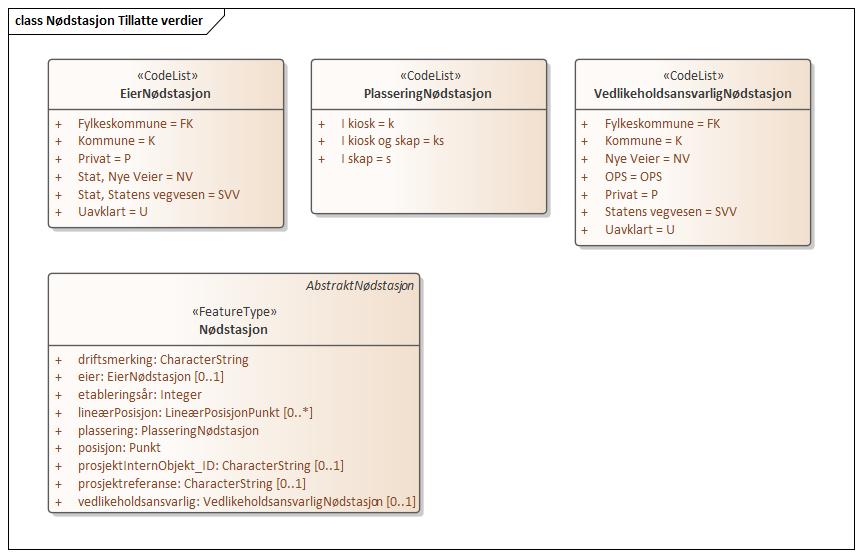 class Nødstasjon Tillatte verdier
«CodeList»
EierNødstasjon
+ Fylkeskommune = FK
+ Kommune = K
+ Privat = P
+ Stat, Nye Veier = NV
+ Stat, Statens vegvesen = SVV
+ Uavklart = U
«CodeList»
PlasseringNødstasjon
+ I kiosk = k
+ I kiosk og skap = ks
+ I skap = s
«CodeList»
VedlikeholdsansvarligNødstasjon
+ Fylkeskommune = FK
+ Kommune = K
+ Nye Veier = NV
+ OPS = OPS
+ Privat = P
+ Statens vegvesen = SVV
+ Uavklart = U
AbstraktNødstasjon
«FeatureType»
Nødstasjon
+ driftsmerking: CharacterString
+ eier: EierNødstasjon [0..1]
+ etableringsår: Integer
+ lineærPosisjon: LineærPosisjonPunkt [0..*]
+ plassering: PlasseringNødstasjon
+ posisjon: Punkt
+ prosjektInternObjekt_ID: CharacterString [0..1]
+ prosjektreferanse: CharacterString [0..1]
+ vedlikeholdsansvarlig: VedlikeholdsansvarligNødstasjon [0..1]